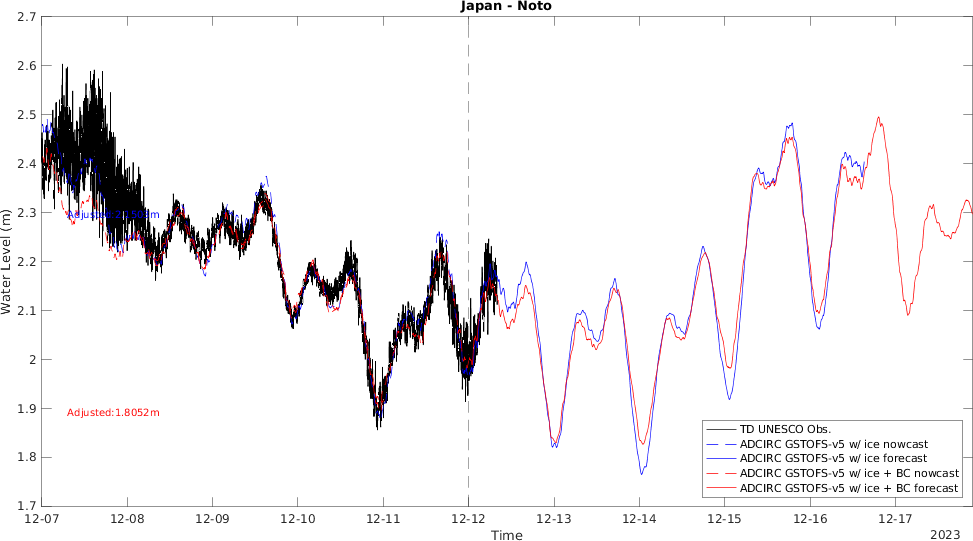 Japan - Noto
2.7
2.6
2.5
2.4
2.3
2.2
2.1
2
1.9
1.8
1.7
Water Level (m)
Adjusted:1.8052m
TD UNESCO Obs.
ADCIRC GSTOFS-v5 w/ ice nowcast
ADCIRC GSTOFS-v5 w/ ice forecast
ADCIRC GSTOFS-v5 w/ ice + BC nowcast
ADCIRC GSTOFS-v5 w/ ice + BC forecast
12-07 12-08 12-09 12-10 12-11 12-12 12-13 12-14 12-15 12-16 12-17
Time
2023